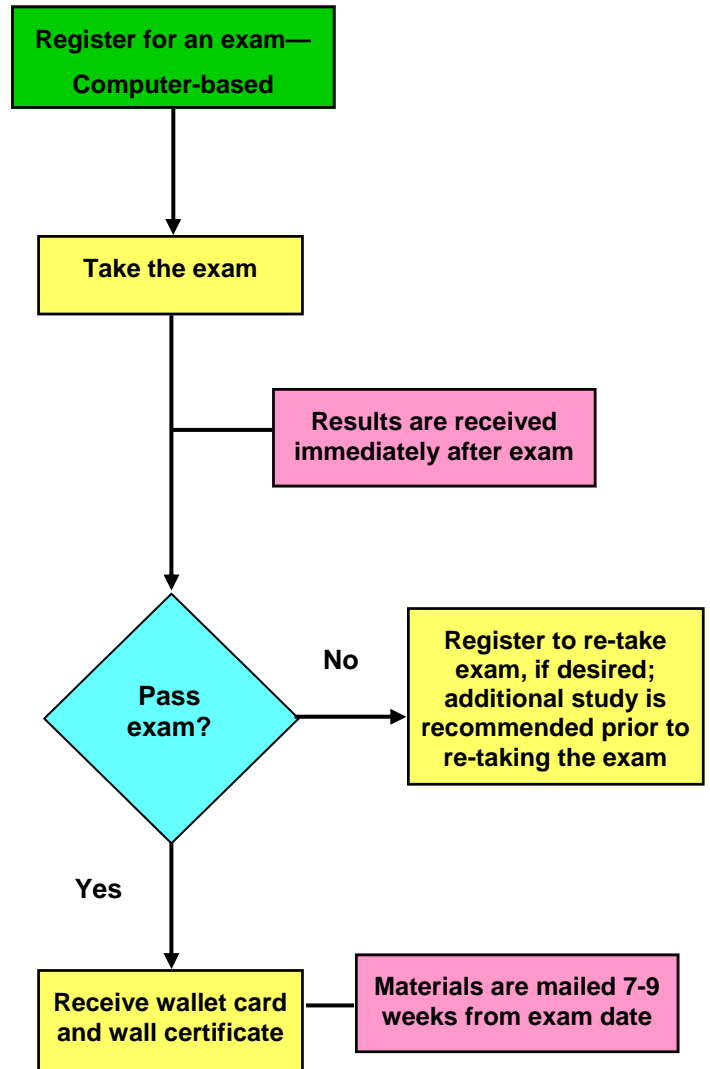 Register for an exam—
Computer-based
Take the exam
Results are received
immediately after exam
Pass
exam?
No
Register to re-take
exam, if desired;
additional study is
recommended prior to
re-taking the exam
Yes
Receive wallet card
and wall certificate
Materials are mailed 7-9
weeks from exam date